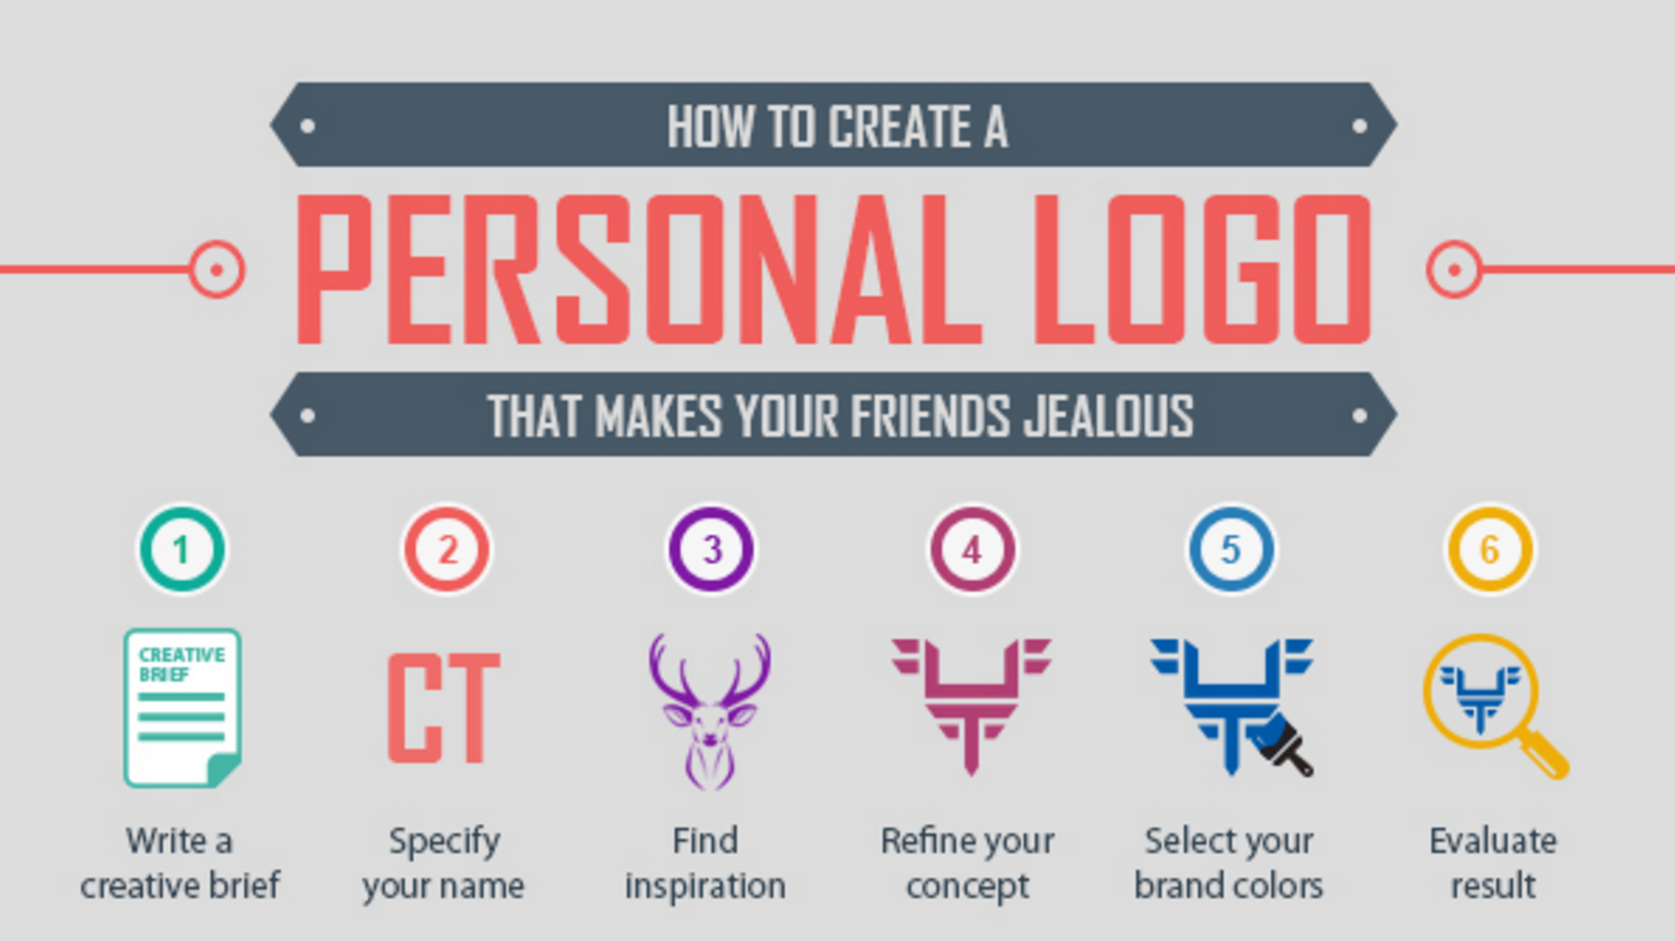 HOW TO CREATE A
PERSONAL LOGO
THAT MAKES YOUR FRIENDS JEALOUS
1 2 3 4 5 6
CREATIVE
BRIEF
CT
Write a
creative brief
Specify
your name
Find
inspiration
Refine your
concept
Select your
brand colors
Evaluate
result